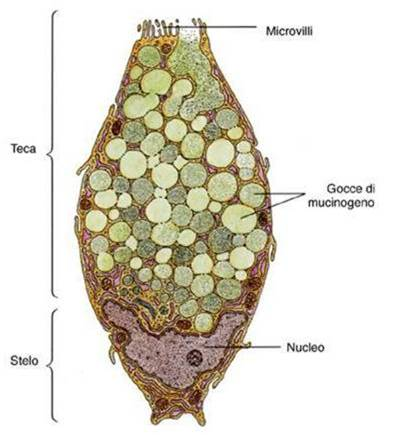 Microvilli
Teca
Gocce di
mucinogeno
Stelo
Nucleo